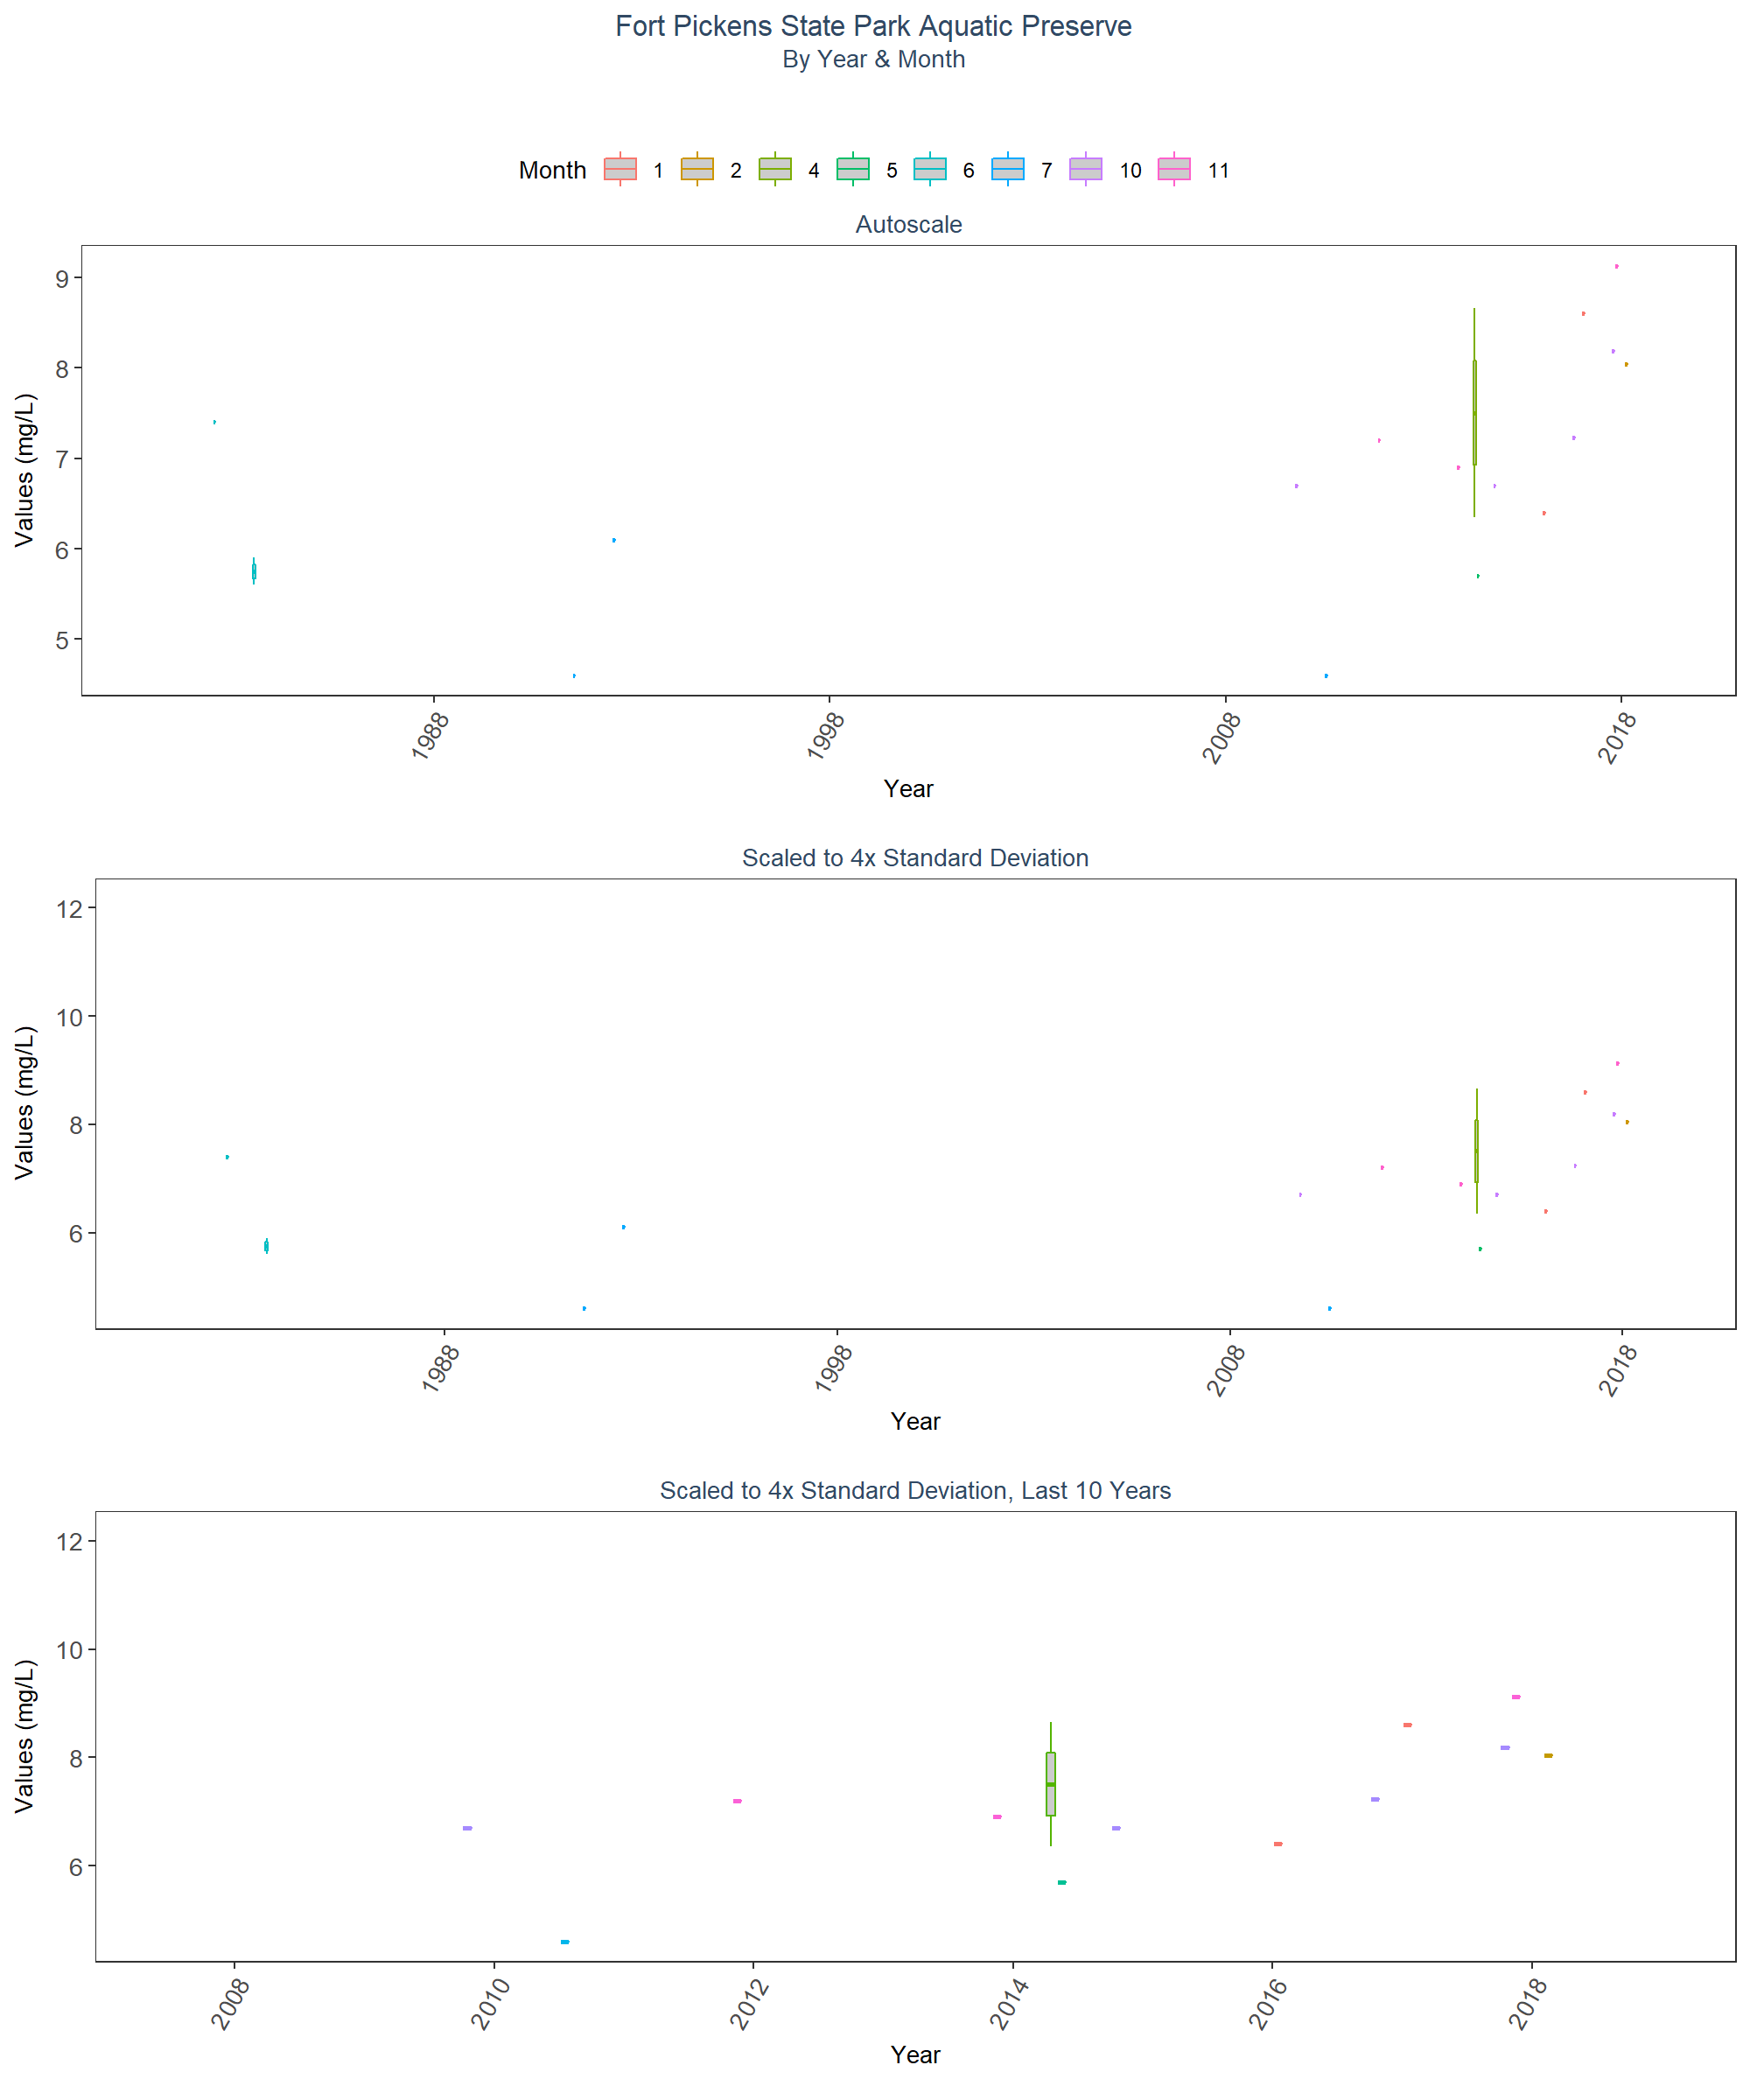 Fort Pickens State Park Aquatic Preserve
By Year & Month
Month 1 2 4 5 6 7 10 11
Autoscale
Values (mg/L)
9
8
7
6
5
1988 1998 2008 2018
Year
Scaled to 4x Standard Deviation
Values (mg/L)
12
10
8
6
1988 1998 2008 2018
Year
Scaled to 4x Standard Deviation, Last 10 Years
Values (mg/L)
12
10
8
6
2008 2010 2012 2014 2016 2018
Year